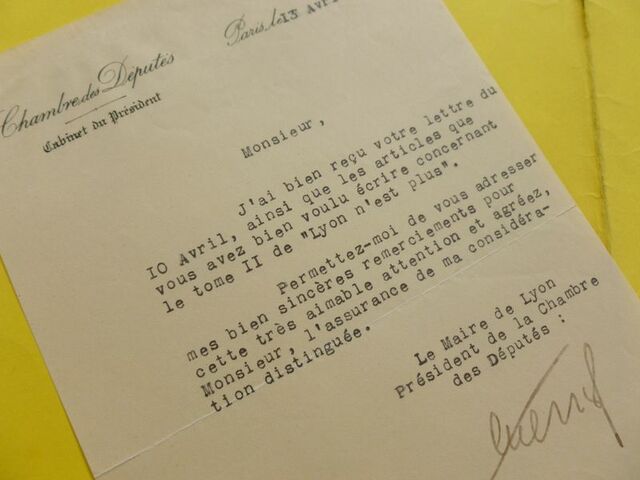 Chambre des Députés
Cabinet du Président
Paris, le 13 Avri
Monsieur,
J'ai bien reçu votre lettre du
10 Avril, ainsi que les articles que
vous avez bien voulu écrire concernant
le tome II de "Lyon n'est plus".
Permettez-moi de vous adresser
mes bien sincères remerciements pour
cette très aimable attention et agréez,
Monsieur, l'assurance de ma considéra-
tion distinguée.
Le Maire de Lyon
Président de la Chambre
des Députés :